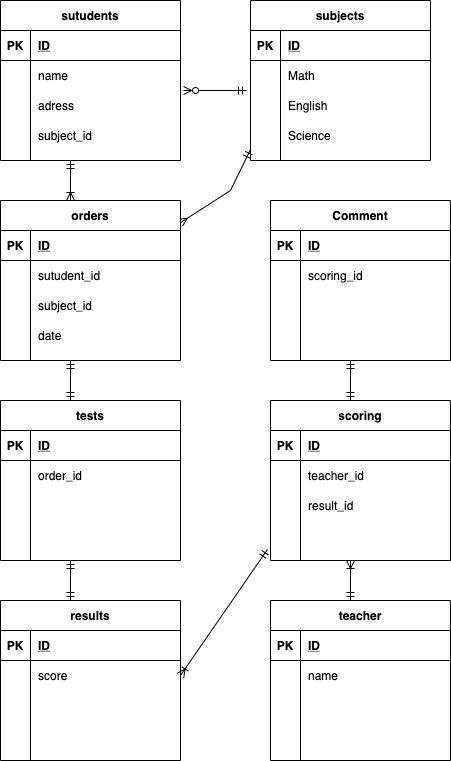 sutudents
PK ID
name
adress
subject_id
subjects
PK ID
Math
English
Science
orders
PK ID
sutudent_id
subject_id
date
Comment
PK ID
scoring_id
tests
PK ID
order_id
scoring
PK ID
teacher_id
result_id
results
PK ID
score
teacher
PK ID
name